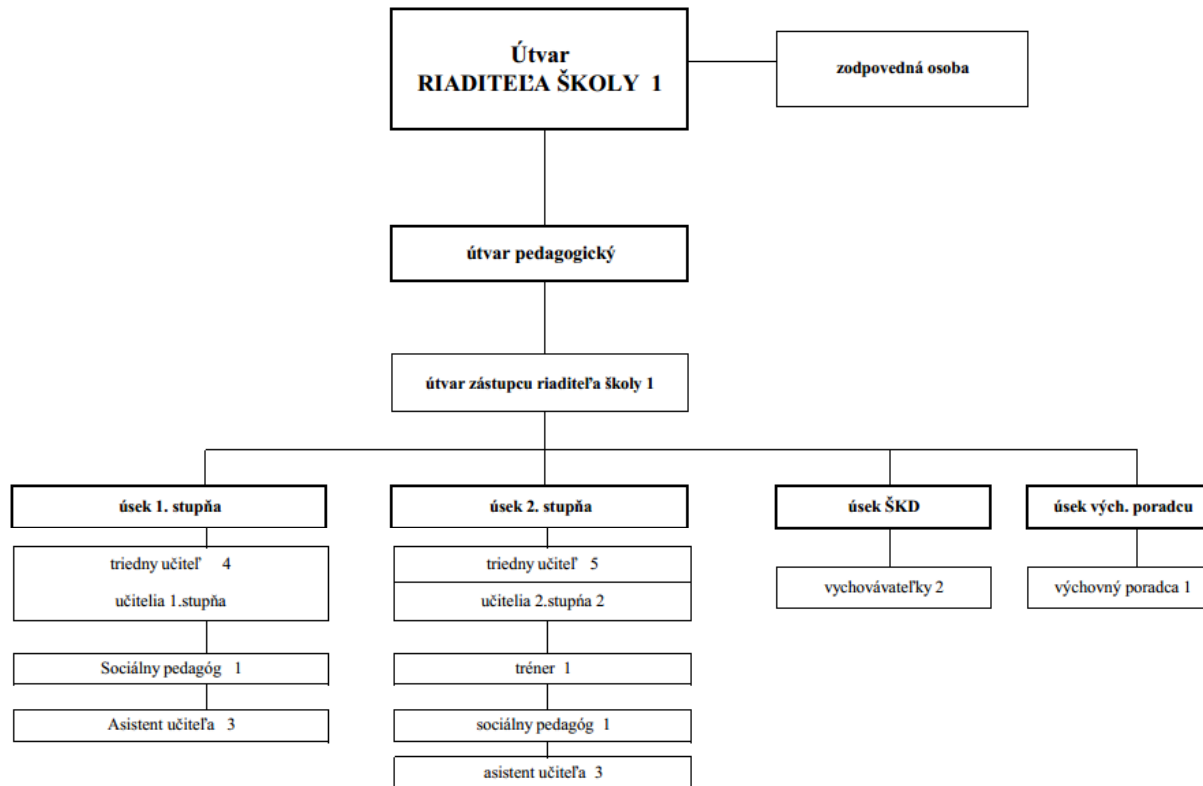 Útvar
RIADITEĽA ŠKOLY 1
zodpovedná osoba
útvar pedagogický
útvar zástupcu riaditeľa školy 1
úsek 1. stupňa
úsek 2. stupňa
úsek ŠKD
úsek vých. poradcu
triedny učiteľ 4
učitelia 1.stupňa
triedny učiteľ 5
učitelia 2.stupńa 2
vychovávateľky 2
výchovný poradca 1
Sociálny pedagóg 1
tréner 1
Asistent učiteľa 3
sociálny pedagóg 1
asistent učiteľa 3